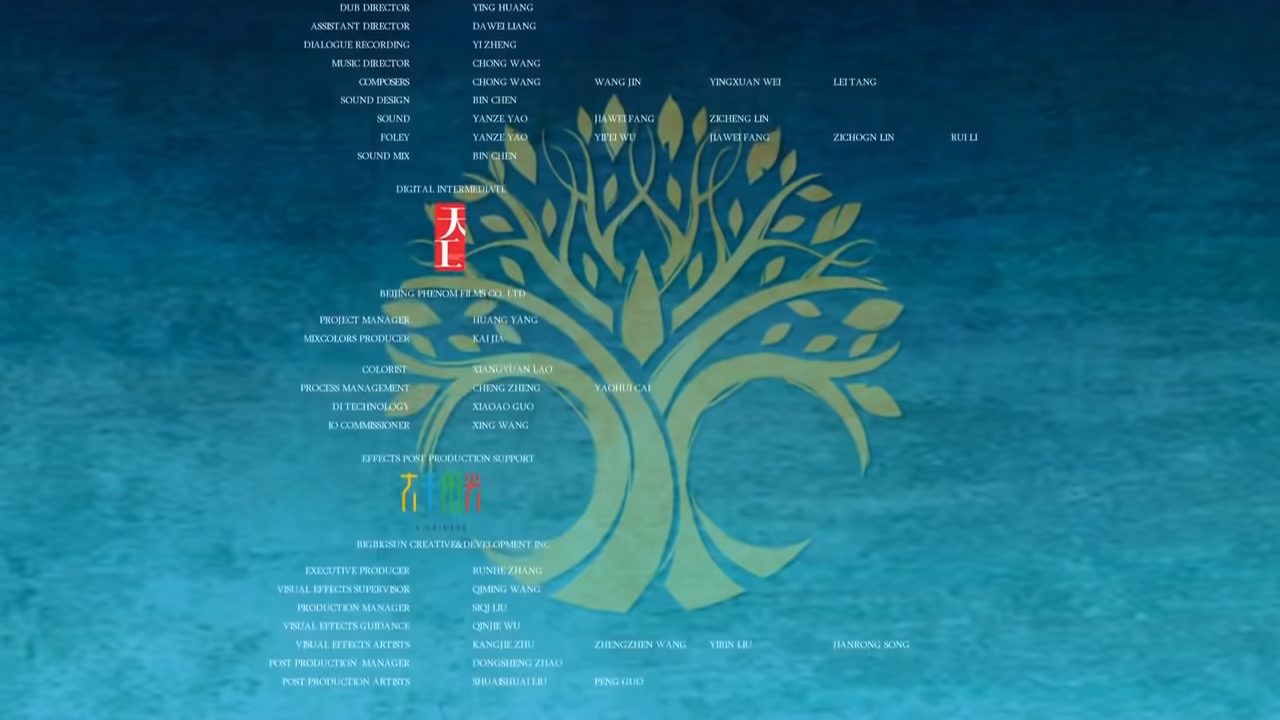 DUB DIRECTOR YING HUANG
ASSISTANT DIRECTOR DAWEI LIANG
DIALOGUE RECORDING YI ZHENG
MUSIC DIRECTOR CHONG WANG
COMPOSERS CHONG WANG WANG JIN YINGXUAN WEI LEI TANG
SOUND DESIGN BIN CHEN
SOUND YANZE YAO JIAWEI FANG ZICHENG LIN
FOLEY YANZE YAO YIFEI WU JIAWEI FANG ZICHOGN LIN RUI LI
SOUND MIX BIN CHEN
DIGITAL INTERMEDIATE
天工
BEIJING PHENOM FILMS CO. LTD
PROJECT MANAGER HUANG YANG
MIXCOLORS PRODUCER KAI JIA
COLORIST XIANGYUAN LAO
PROCESS MANAGEMENT CHENG ZHENG YAOHUI CAI
DI TECHNOLOGY XIAOAO GUO
IO COMMISSIONER XING WANG
EFFECTS POST PRODUCTION SUPPORT
BIGBIGSUN CREATIVE&DEVELOPMENT INC
EXECUTIVE PRODUCER RUNHE ZHANG
VISUAL EFFECTS SUPERVISOR QIMING WANG
PRODUCTION MANAGER SIQI LIU
VISUAL EFFECTS GUIDANCE QINJIE WU
VISUAL EFFECTS ARTISTS KANGJIE ZHU ZHENGZHEN WANG YIBIN LIU JIANRONG SONG
POST PRODUCTION MANAGER DONGSHENG ZHAO
POST PRODUCTION ARTISTS SHUAISHUAI LIU PENG GUO